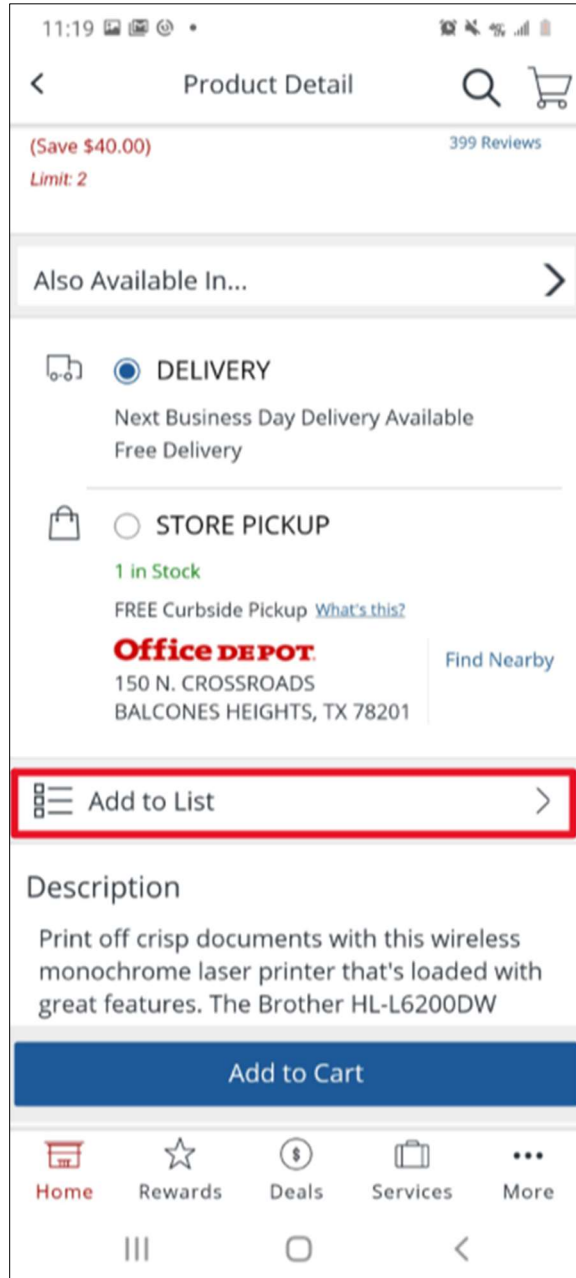 11:19
Product Detail
(Save $40.00)
399 Reviews
Limit: 2
Also Available In...
DELIVERY
Next Business Day Delivery Available
Free Delivery
STORE PICKUP
1 in Stock
FREE Curbside Pickup What's this?
Office DEPOT.
150 N. CROSSROADS
BALCONES HEIGHTS, TX 78201
Find Nearby
Add to List
Description
Print off crisp documents with this wireless
monochrome laser printer that's loaded with
great features. The Brother HL-L6200DW
Add to Cart
Home Rewards Deals Services More